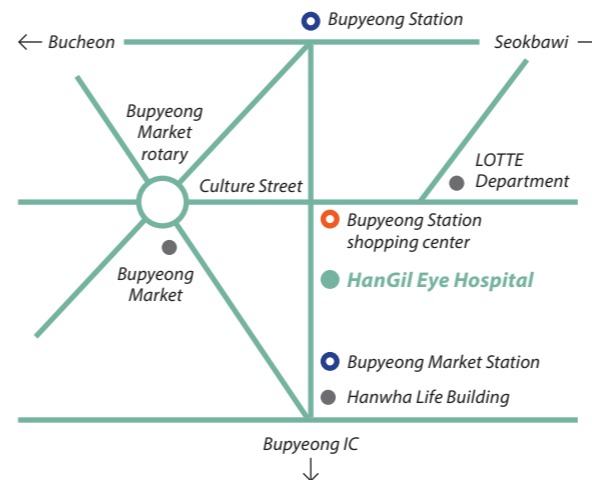 Bupyeong Station
← Bucheon
Seokbawi
Bupyeong
Market
rotary
Culture Street
LOTTE
Department
Bupyeong Station
shopping center
Bupyeong
Market
HanGil Eye Hospital
Bupyeong Market Station
Hanwha Life Building
Bupyeong IC
↓